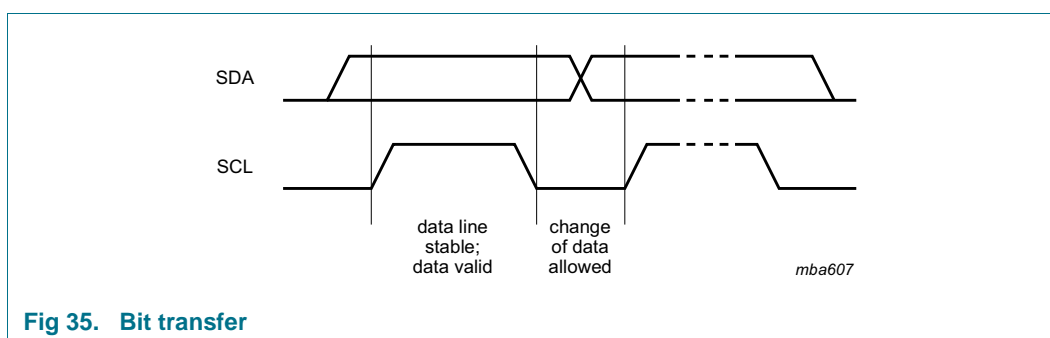 SDA
SCL
data line
stable;
data valid
change
of data
allowed
mba607
Fig 35. Bit transfer